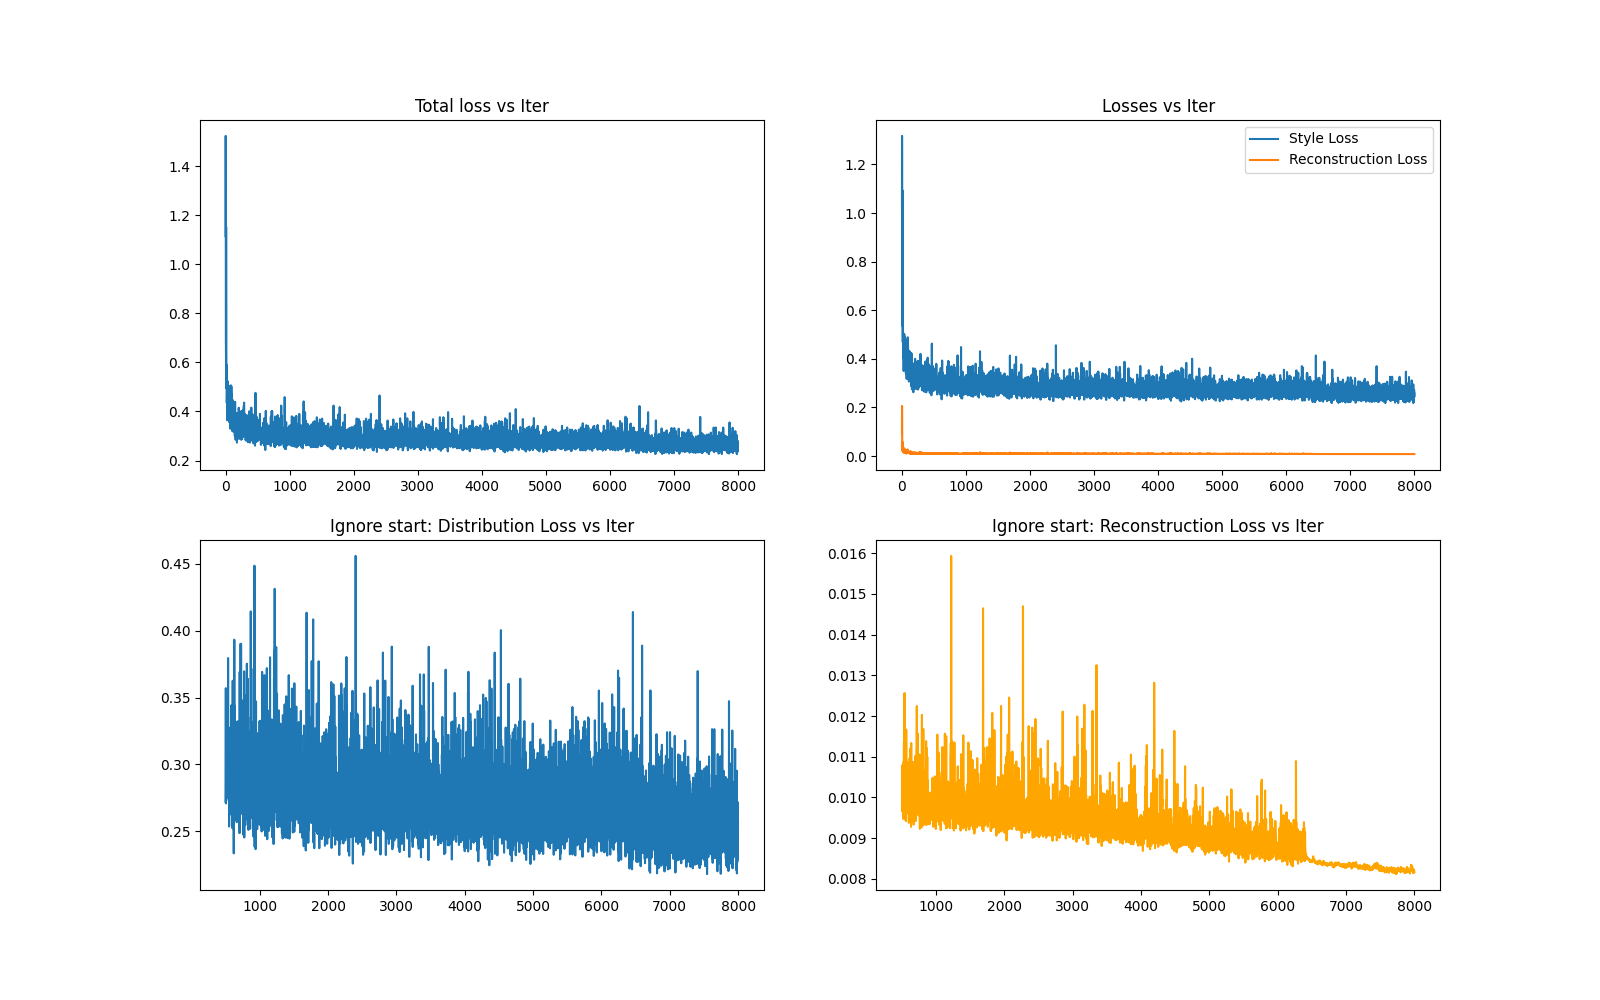 Total loss vs Iter
1.4
1.2
1.0
0.8
0.6
0.4
0.2
0 1000 2000 3000 4000 5000 6000 7000 8000
Losses vs Iter
Style Loss
Reconstruction Loss
1.2
1.0
0.8
0.6
0.4
0.2
0.0
0 1000 2000 3000 4000 5000 6000 7000 8000
Ignore start: Distribution Loss vs Iter
0.45
0.40
0.35
0.30
0.25
1000 2000 3000 4000 5000 6000 7000 8000
Ignore start: Reconstruction Loss vs Iter
0.016
0.015
0.014
0.013
0.012
0.011
0.010
0.009
0.008
1000 2000 3000 4000 5000 6000 7000 8000